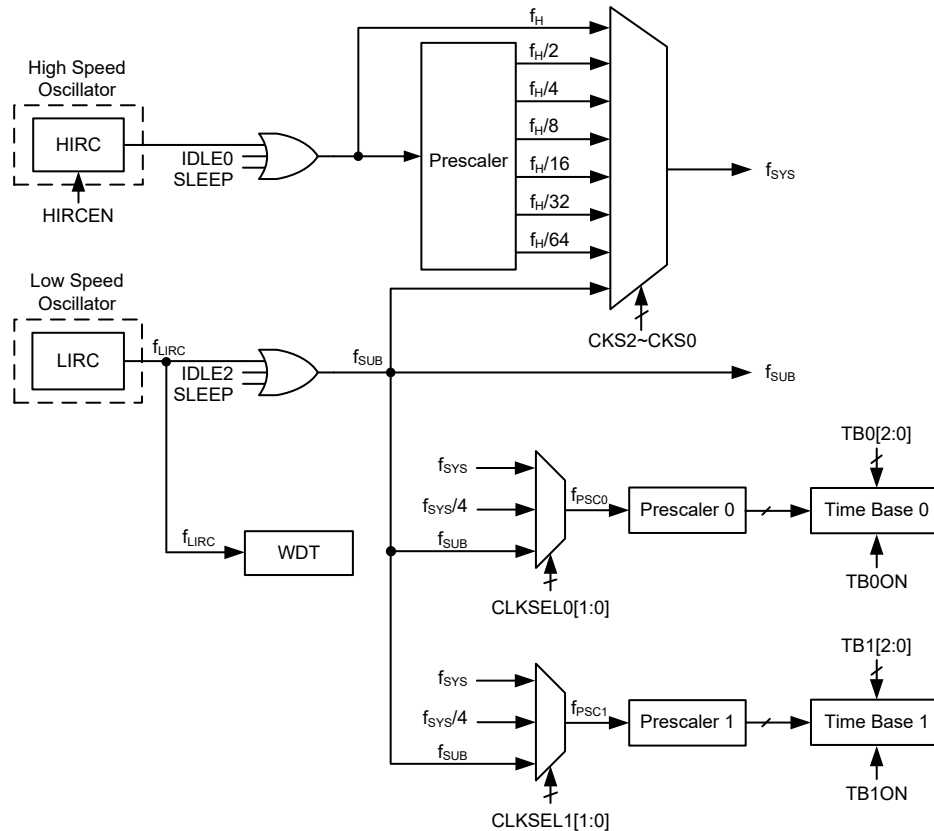 High Speed
Oscillator
HIRC
HIRCEN
IDLE0
SLEEP
fH
Prescaler
fH/2
fH/4
fH/8
fH/16
fH/32
fH/64
fSYS
CKS2~CKS0
Low Speed
Oscillator
LIRC
fLIRC
IDLE2
SLEEP
fSUB
fSUB
fLIRC
WDT
fSYS
fSYS/4
fSUB
CLKSEL0[1:0]
fPSC0
Prescaler 0
TB0[2:0]
Time Base 0
TB0ON
fSYS
fSYS/4
fSUB
CLKSEL1[1:0]
fPSC1
Prescaler 1
TB1[2:0]
Time Base 1
TB1ON